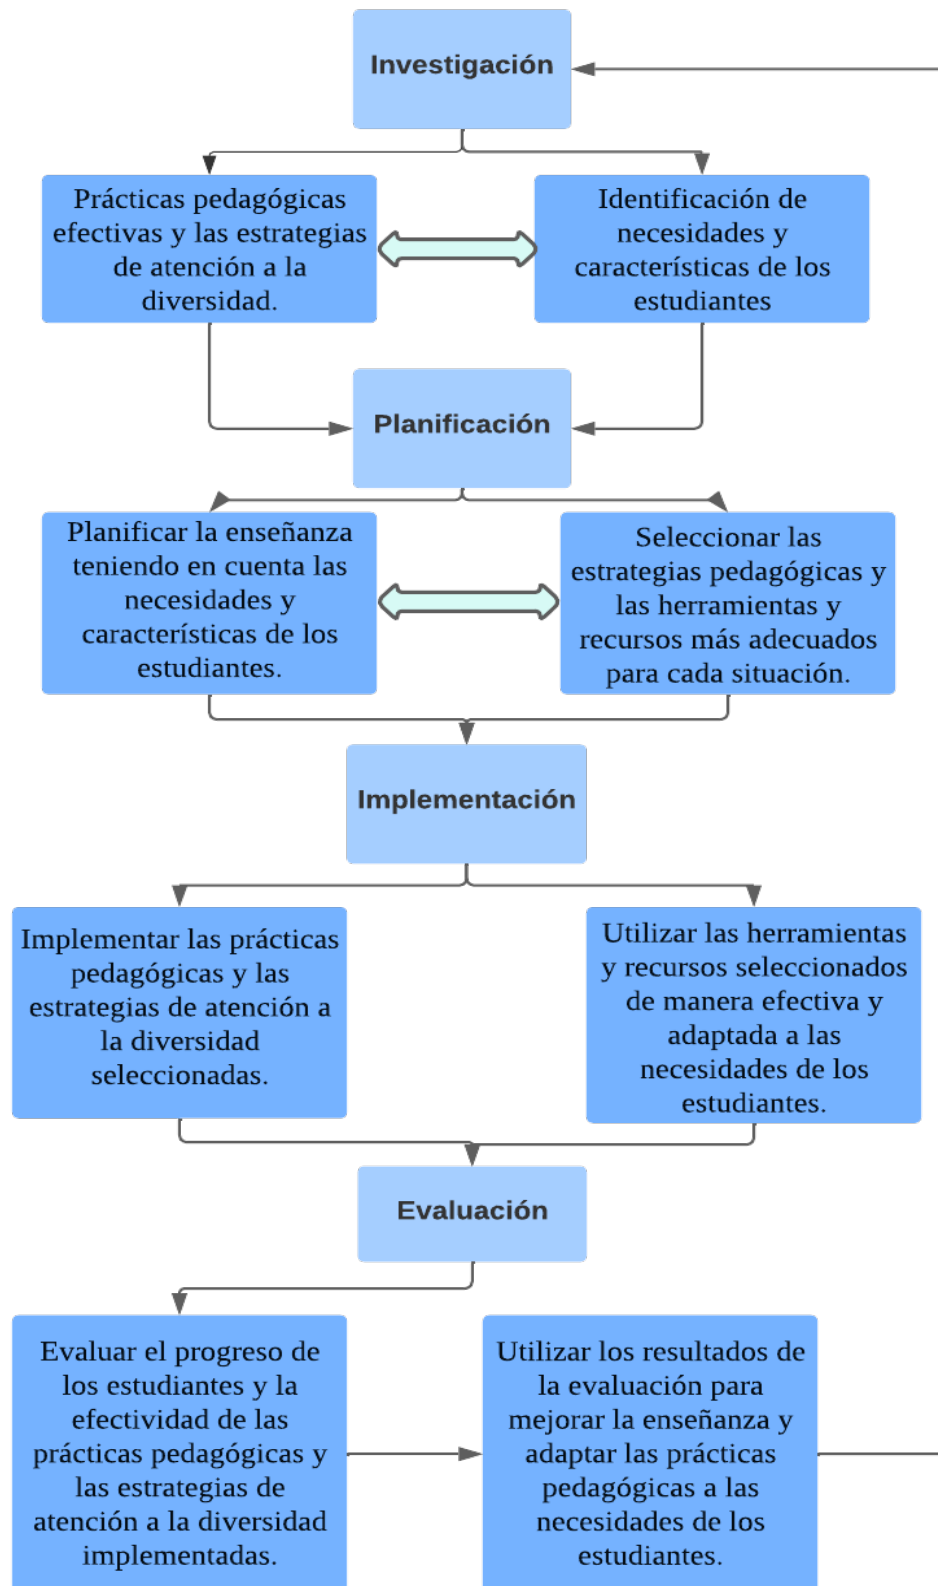 Investigación
Prácticas pedagógicas
efectivas y las estrategias
de atención a la
diversidad.
Identificación de
necesidades y
características de los
estudiantes
Planificación
Planificar la enseñanza
teniendo en cuenta las
necesidades y
características de los
estudiantes.
Seleccionar las
estrategias pedagógicas y
las herramientas y
recursos más adecuados
para cada situación.
Implementación
Implementar las prácticas
pedagógicas y las
estrategias de atención a
la diversidad
seleccionadas.
Utilizar las herramientas
y recursos seleccionados
de manera efectiva y
adaptada a las
necesidades de los
estudiantes.
Evaluación
Evaluar el progreso de
los estudiantes y la
efectividad de las
prácticas pedagógicas y
las estrategias de
atención a la diversidad
implementadas.
Utilizar los resultados de
la evaluación para
mejorar la enseñanza y
adaptar las prácticas
pedagógicas a las
necesidades de los
estudiantes.